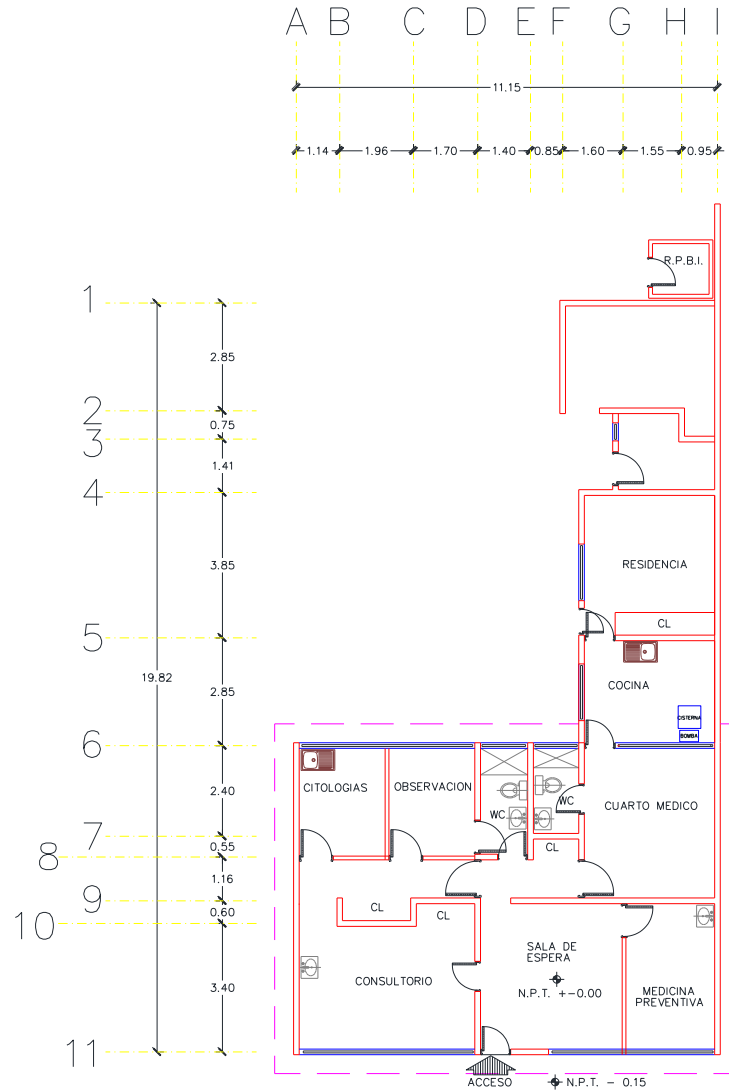 A B C D E F G H I
11.15
1.14 1.96 1.70 1.40 0.85 1.60 1.55 0.95
R.P.B.I.
1
2.85
2
0.75
3
1.41
4
3.85
RESIDENCIA
CL
5
19.82
2.85
COCINA
CISTERNA
BOMBA
6
CITOLOGIAS
OBSERVACION
2.40
WC
WC
CUARTO MEDICO
7
0.55
CL
8
1.16
9
CL
CL
0.60
10
SALA DE
ESPERA
CONSULTORIO
3.40
N.P.T. +-0.00
MEDICINA
PREVENTIVA
11
ACCESO
N.P.T. - 0.15